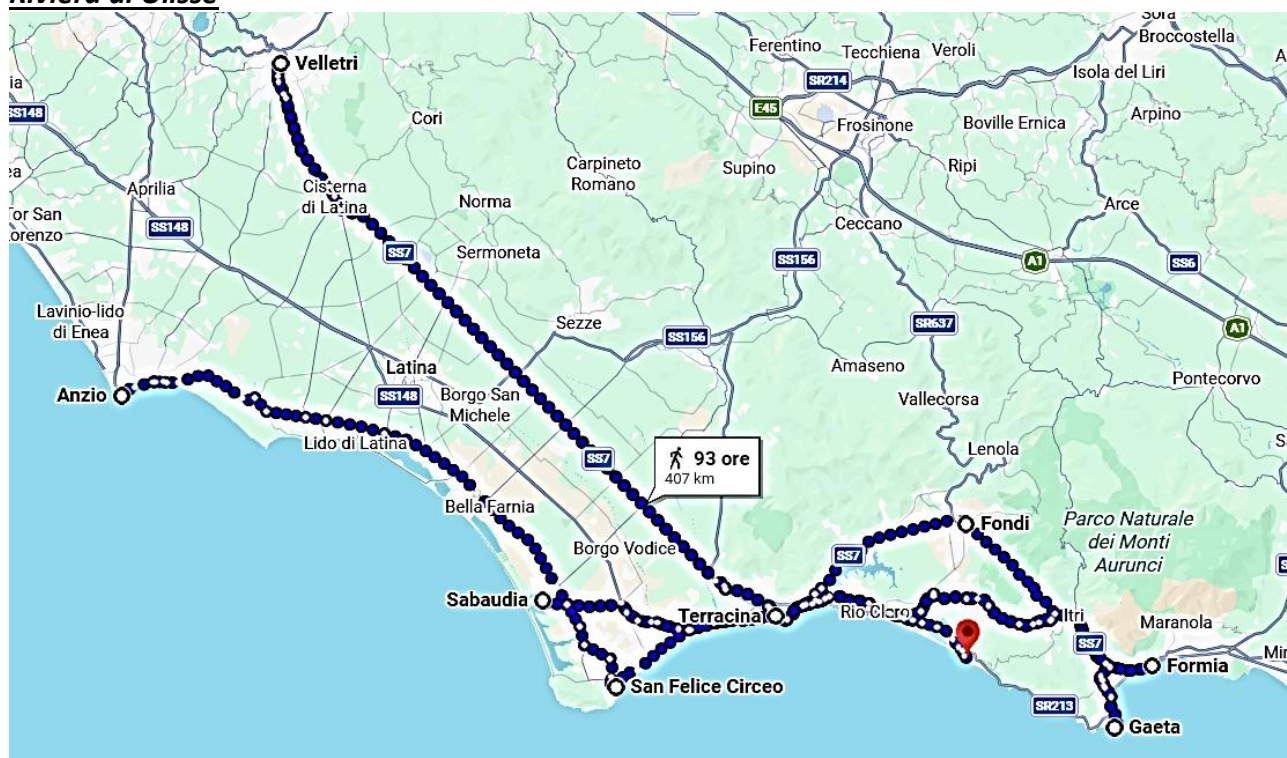 Riviera di Ulisse
Sora
Ferentino
Tecchiena
Veroli
Broccostella
Velletri
SR214
Isola del Liri
SS148
E45
Cori
Frosinone
Boville Ernica
Arpino
Carpineto
Romano
Supino
Ripi
Aprilia
Cisterna
di Latina
Norma
Arce
Tor San
Lorenzo
SS148
Ceccano
SS7
Sermoneta
SS156
A1
SS6
Lavinio-lido
di Enea
Sezze
SR637
A1
SS156
Latina
Amaseno
Pontecorvo
Anzio
SS148
Borgo San
Michele
Vallecorsa
Lido di Latina
SS7
93 ore
407 km
Lenola
Bella Farnia
Fondi
Parco Naturale
dei Monti
Aurunci
Borgo Vodice
SS7
Sabaudia
Terracina
Rio Claro
Itri
Maranola
SS7
Formia
San Felice Circeo
SR213
Gaeta